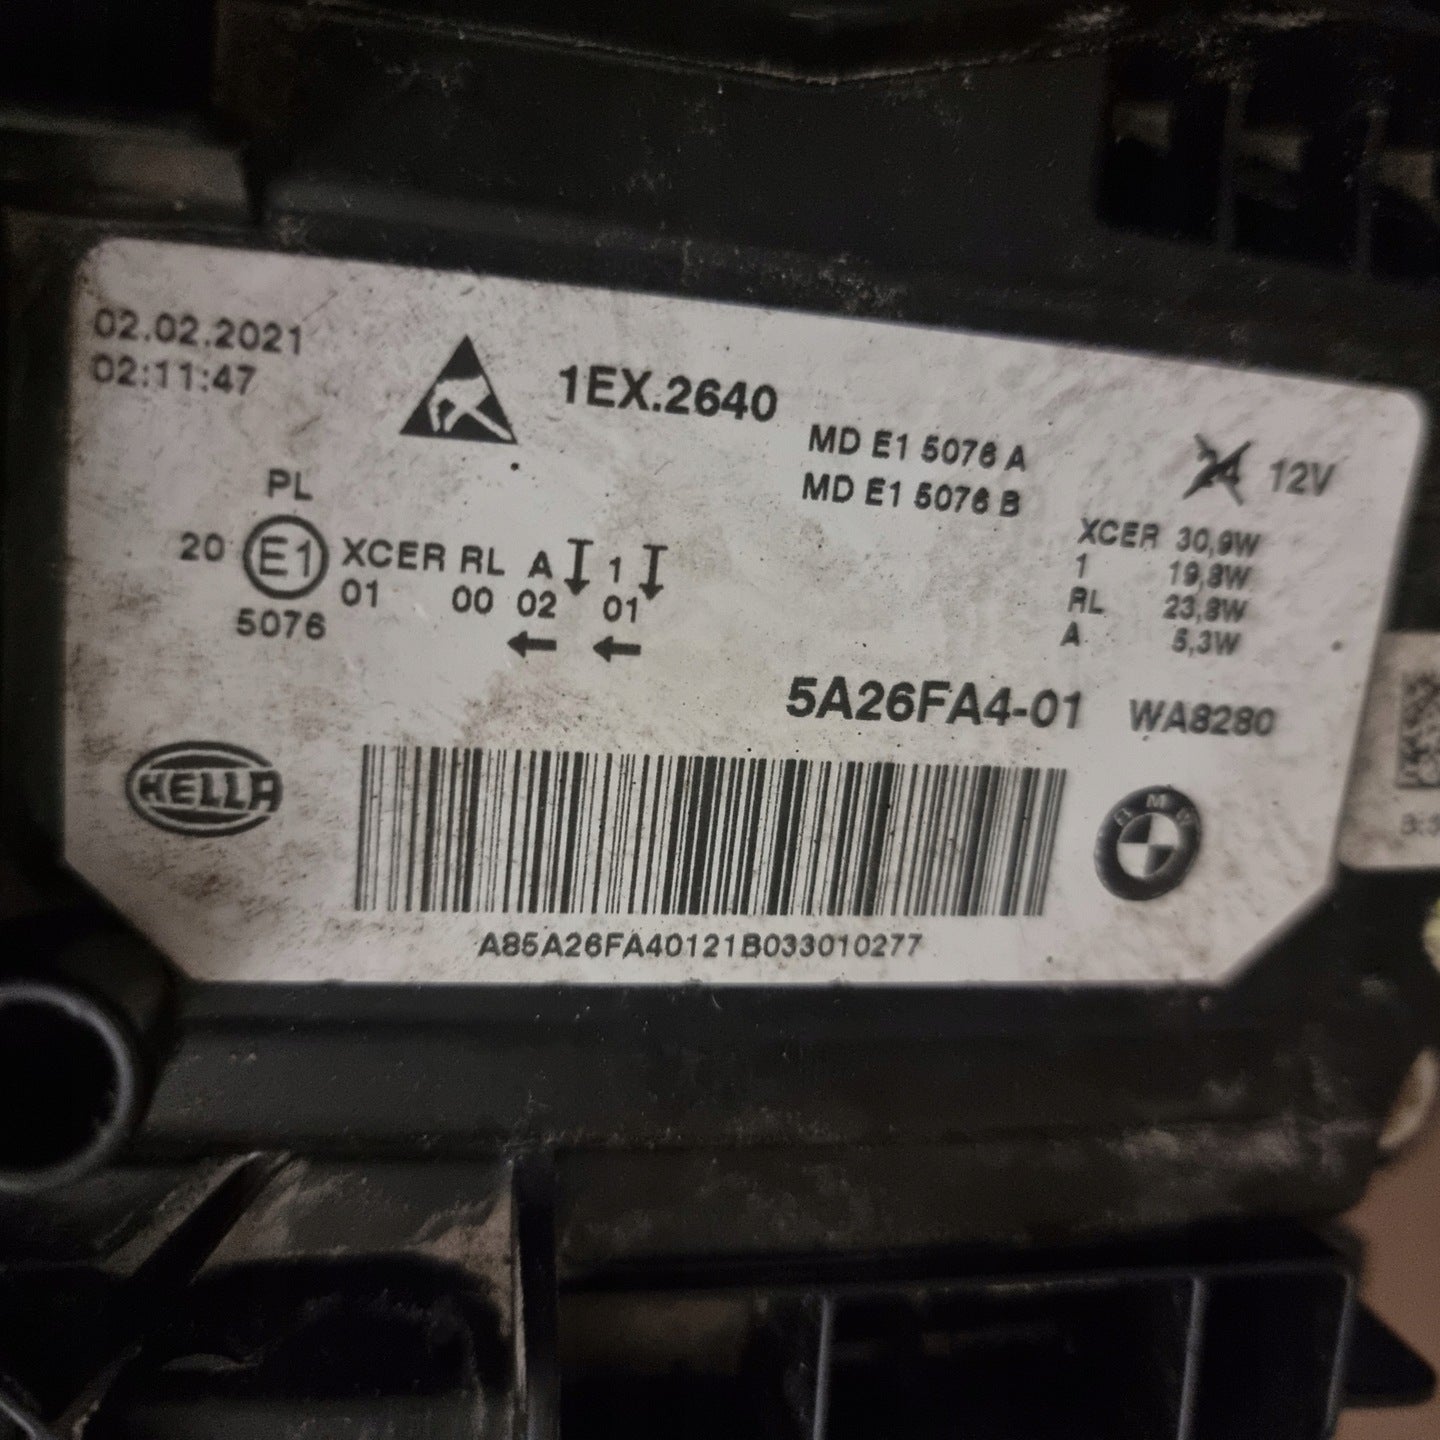 02.02.2021
02:11:47
1EX.2640
MD E1 5076 A
MD E1 5076 B
24 12V
PL
20 E1 XCER RL A 1
01 00 02 01
5076
XCER 30,9W
1 19,8W
RL 23,8W
A 5,3W
5A26FA4-01 WA8280
HELLA
BMW
A85A26FA40121B033010277